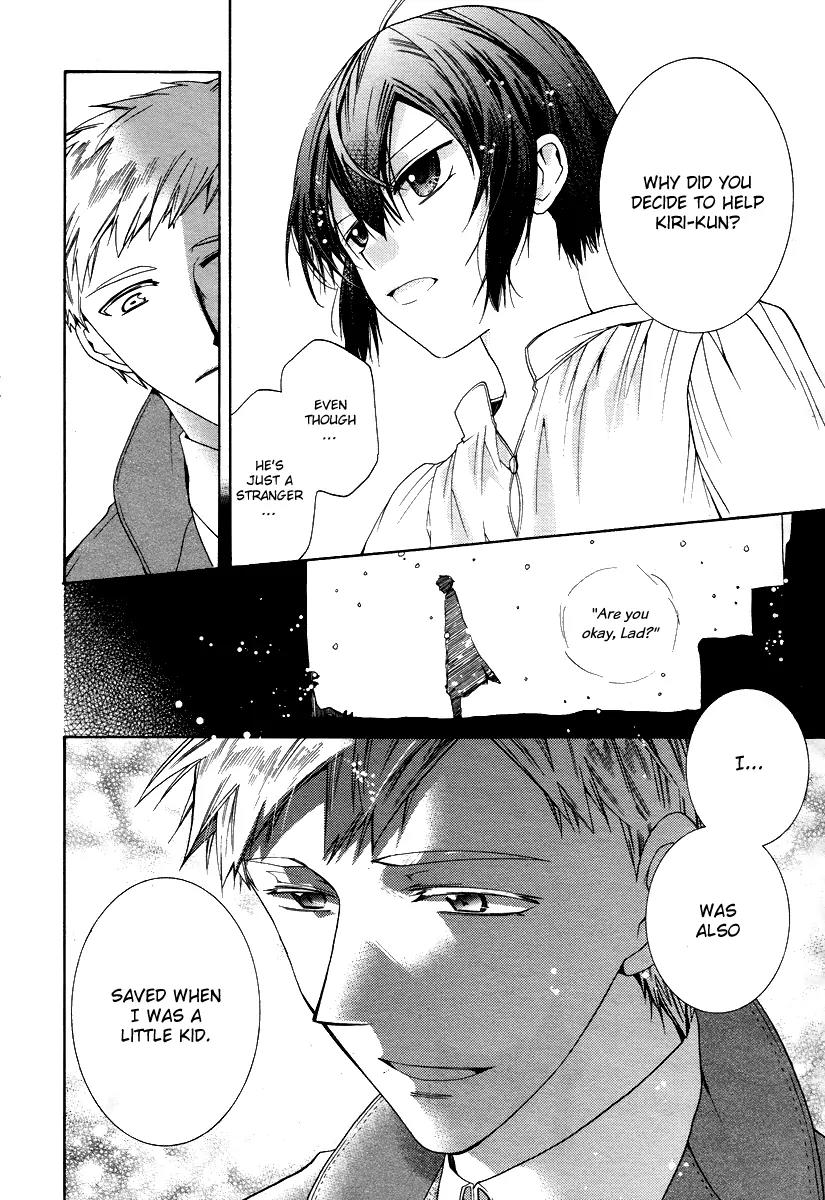 WHY DID YOU
DECIDE TO HELP
KIRI-KUN?
EVEN
THOUGH
...
HE'S
JUST A
STRANGER
...
"Are you
okay, Lad?"
I...
WAS
ALSO
SAVED WHEN
I WAS A
LITTLE KID.